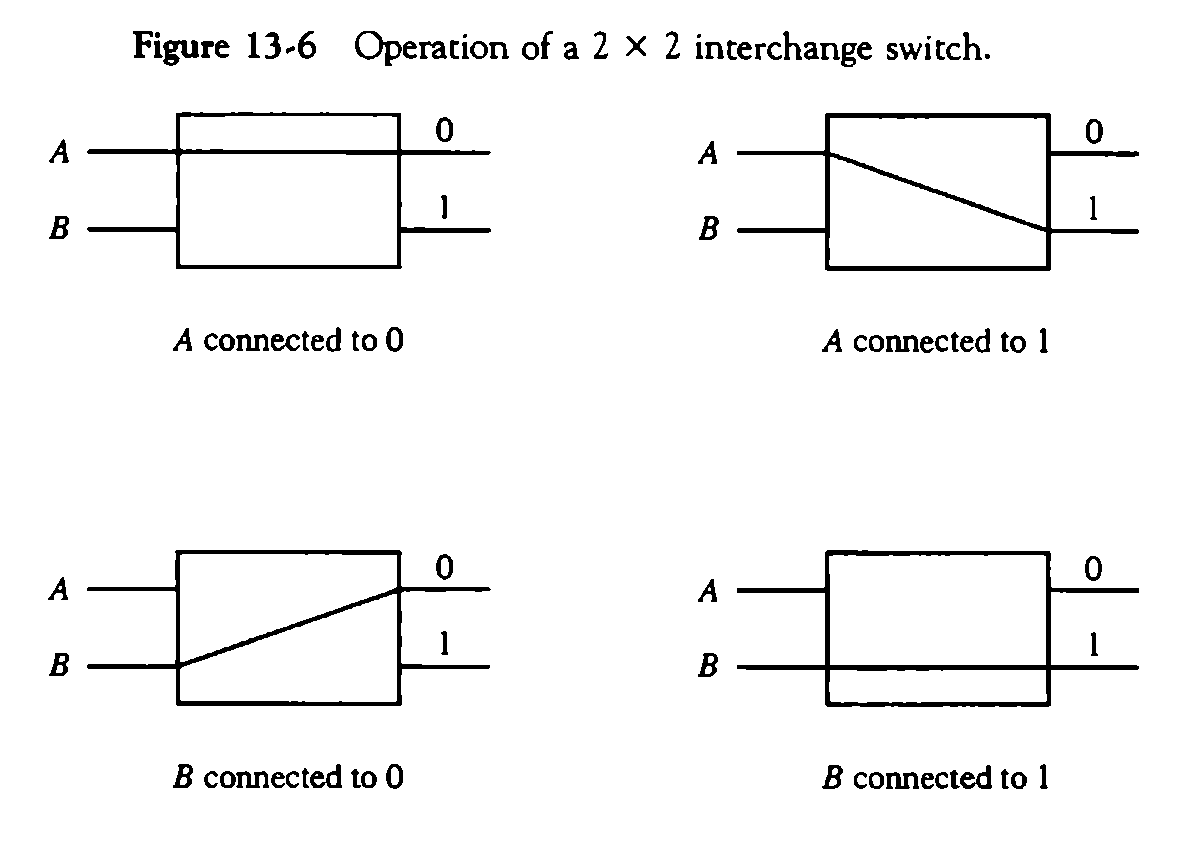 Figure 13-6 Operation of a 2 × 2 interchange switch.
A 0
B 1
A connected to 0
A 0
B 1
A connected to 1
A 0
B 1
B connected to 0
A 0
B 1
B connected to 1